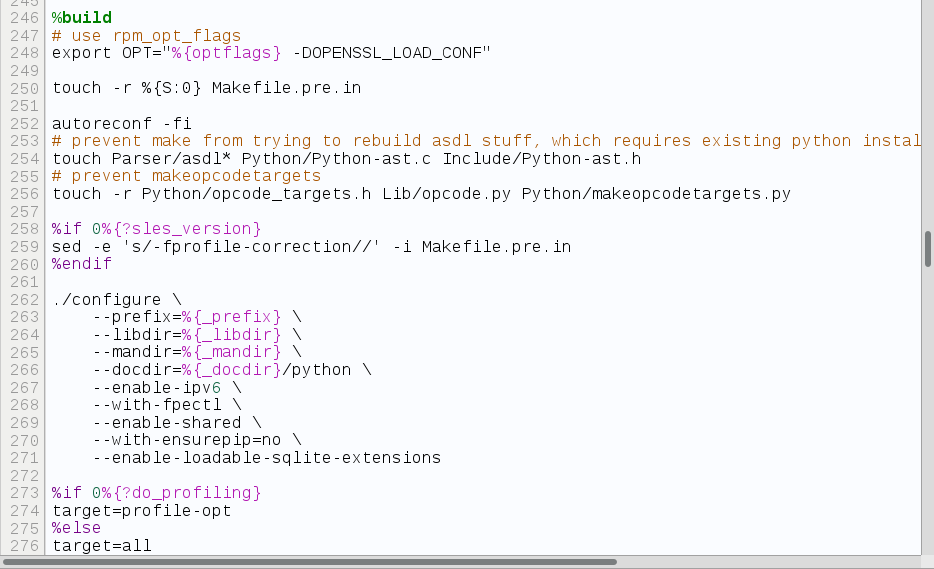 245
246 %build
247 # use rpm_opt_flags
248 export OPT="%{optflags} -DOPENSSL_LOAD_CONF"
249
250 touch -r %{S:0} Makefile.pre.in
251
252 autoreconf -fi
253 # prevent make from trying to rebuild asdl stuff, which requires existing python instal
254 touch Parser/asdl* Python/Python-ast.c Include/Python-ast.h
255 # prevent makeopcodetargets
256 touch -r Python/opcode_targets.h Lib/opcode.py Python/makeopcodetargets.py
257
258 %if 0%{?sles_version}
259 sed -e 's/-fprofile-correction//' -i Makefile.pre.in
260 %endif
261
262 ./configure \
263     --prefix=%{_prefix} \
264     --libdir=%{_libdir} \
265     --mandir=%{_mandir} \
266     --docdir=%{_docdir}/python \
267     --enable-ipv6 \
268     --with-fpectl \
269     --enable-shared \
270     --with-ensurepip=no \
271     --enable-loadable-sqlite-extensions
272
273 %if 0%{?do_profiling}
274 target=profile-opt
275 %else
276 target=all